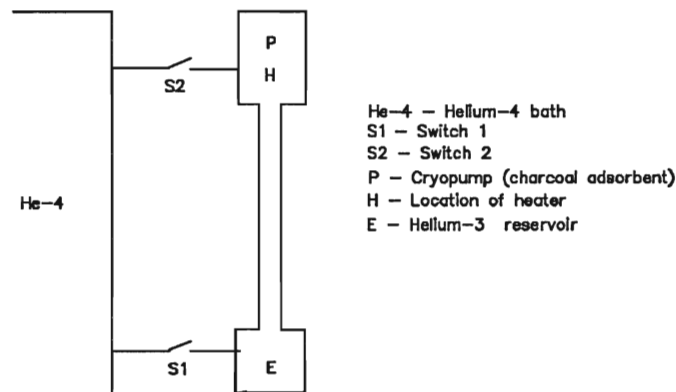 P
H
S2
He-4 - Helium-4 bath
S1 - Switch 1
S2 - Switch 2
P - Cryopump (charcoal adsorbent)
H - Location of heater
E - Helium-3 reservoir
He-4
S1
E